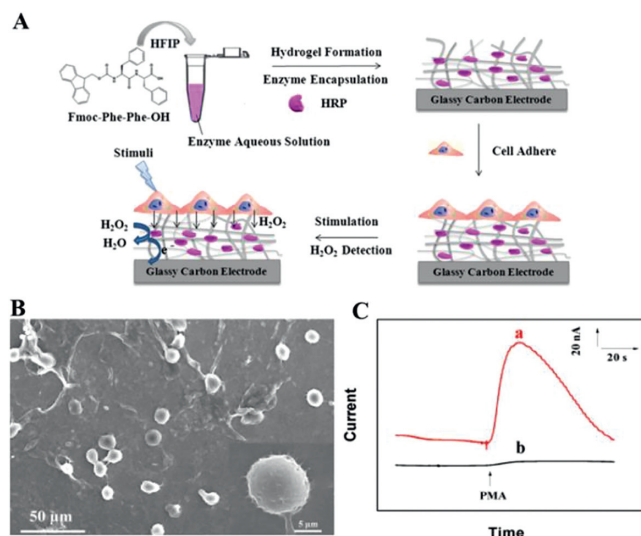 A
HFIP
Fmoc-Phe-Phe-OH
Enzyme Aqueous Solution
Hydrogel Formation
Enzyme Encapsulation
HRP
Glassy Carbon Electrode
Cell Adhere
Stimuli
H₂O₂
H₂O₂
H₂O
e⁻
Glassy Carbon Electrode
Stimulation
H₂O₂ Detection
Glassy Carbon Electrode
B
50 μm
5 μm
C
a
20 nA
20 s
b
PMA
Current
Time